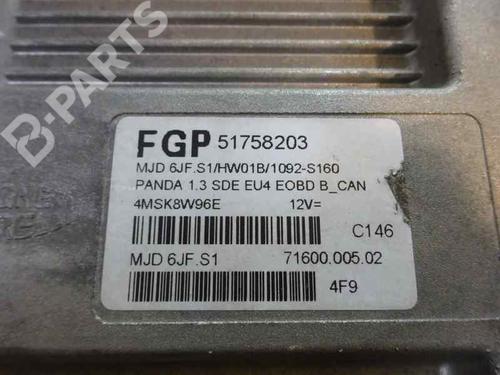 B-PARTS
FGP 51758203
MJD 6JF.S1/HW01B/1092-S160
PANDA 1.3 SDE EU4 EOBD B_CAN
4MSK8W96E 12V=
C146
MJD 6JF.S1 71600.005.02
4F9